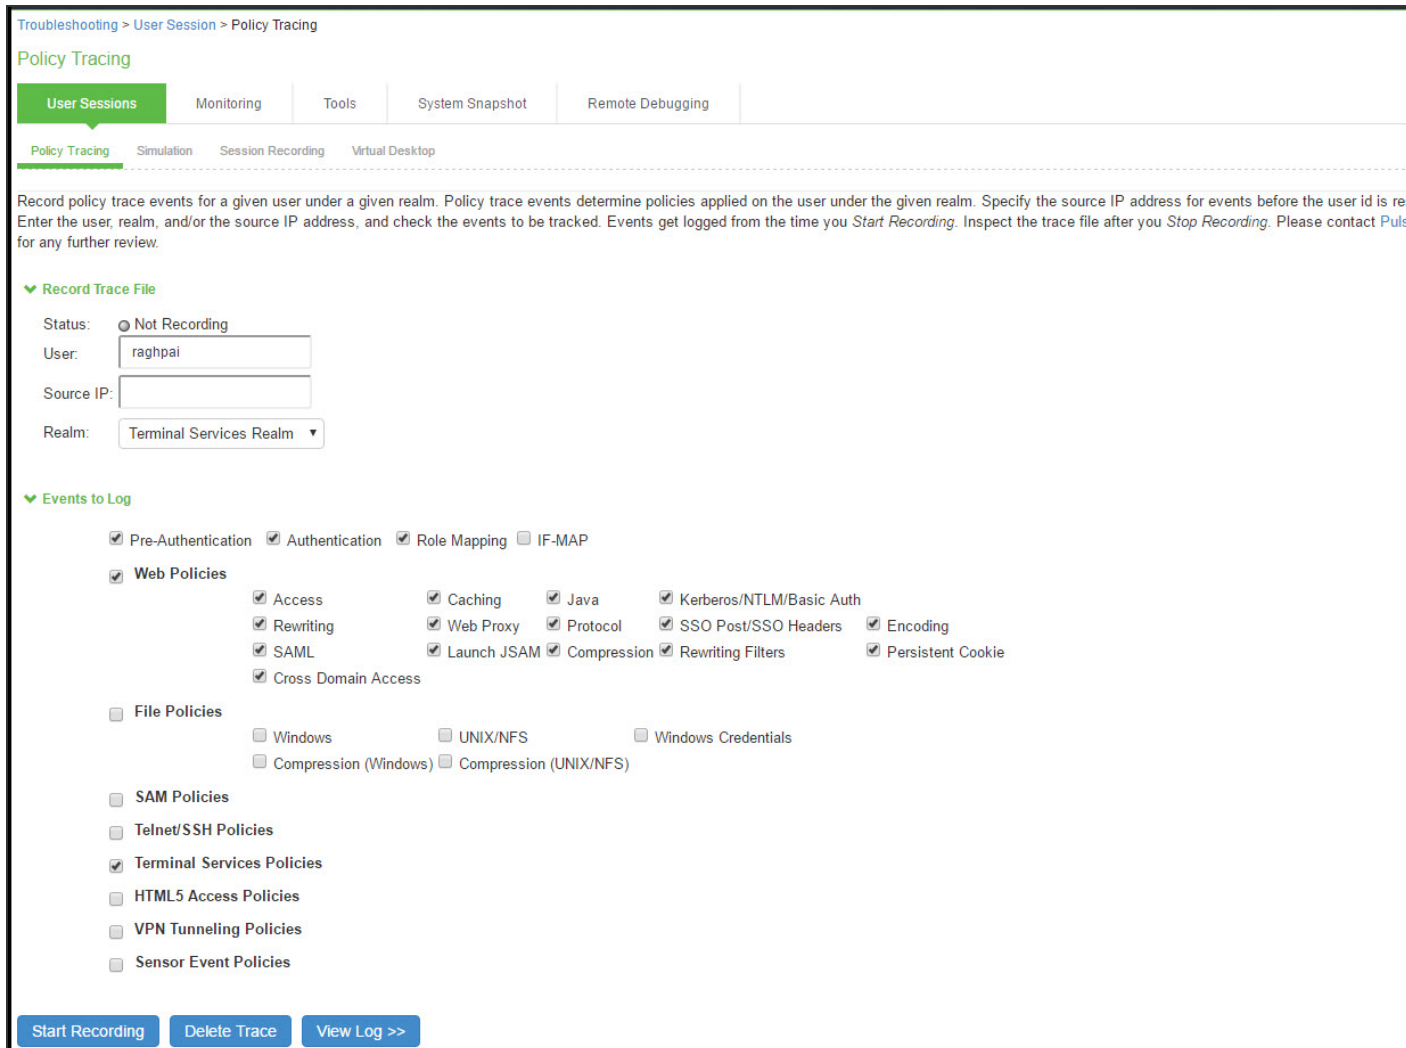 Troubleshooting > User Session > Policy Tracing
Policy Tracing
User Sessions Monitoring Tools System Snapshot Remote Debugging
Policy Tracing Simulation Session Recording Virtual Desktop
Record policy trace events for a given user under a given realm. Policy trace events determine policies applied on the user under the given realm. Specify the source IP address for events before the user id is re
Enter the user, realm, and/or the source IP address, and check the events to be tracked. Events get logged from the time you Start Recording. Inspect the trace file after you Stop Recording. Please contact Puls
for any further review.
Record Trace File
Status: Not Recording
User: raghpai
Source IP:
Realm: Terminal Services Realm
Events to Log
Pre-Authentication Authentication Role Mapping IF-MAP
Web Policies
Access Caching Java Kerberos/NTLM/Basic Auth
Rewriting Web Proxy Protocol SSO Post/SSO Headers Encoding
SAML Launch JSAM Compression Rewriting Filters Persistent Cookie
Cross Domain Access
File Policies
Windows UNIX/NFS Windows Credentials
Compression (Windows) Compression (UNIX/NFS)
SAM Policies
Telnet/SSH Policies
Terminal Services Policies
HTML5 Access Policies
VPN Tunneling Policies
Sensor Event Policies
Start Recording Delete Trace View Log >>